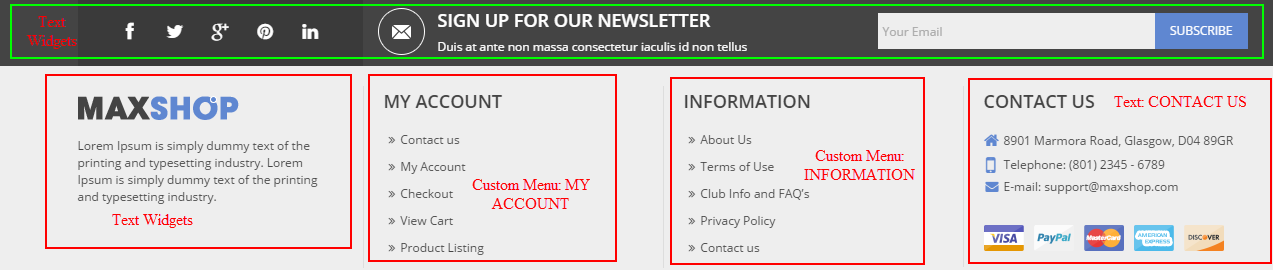 Text
Widgets
SIGN UP FOR OUR NEWSLETTER
Duis at ante non massa consectetur iaculis id non tellus
Your Email
SUBSCRIBE
MAXSHOP
Lorem Ipsum is simply dummy text of the
printing and typesetting industry. Lorem
Ipsum is simply dummy text of the printing
and typesetting industry.
Text Widgets
MY ACCOUNT
Contact us
My Account
Checkout
View Cart
Product Listing
Custom Menu: MY
ACCOUNT
INFORMATION
About Us
Terms of Use
Club Info and FAQ's
Privacy Policy
Contact us
Custom Menu:
INFORMATION
CONTACT US
Text: CONTACT US
8901 Marmora Road, Glasgow, D04 89GR
Telephone: (801) 2345 - 6789
E-mail: support@maxshop.com
VISA
PayPal
MasterCard
AMERICAN
EXPRESS
DISCOVER